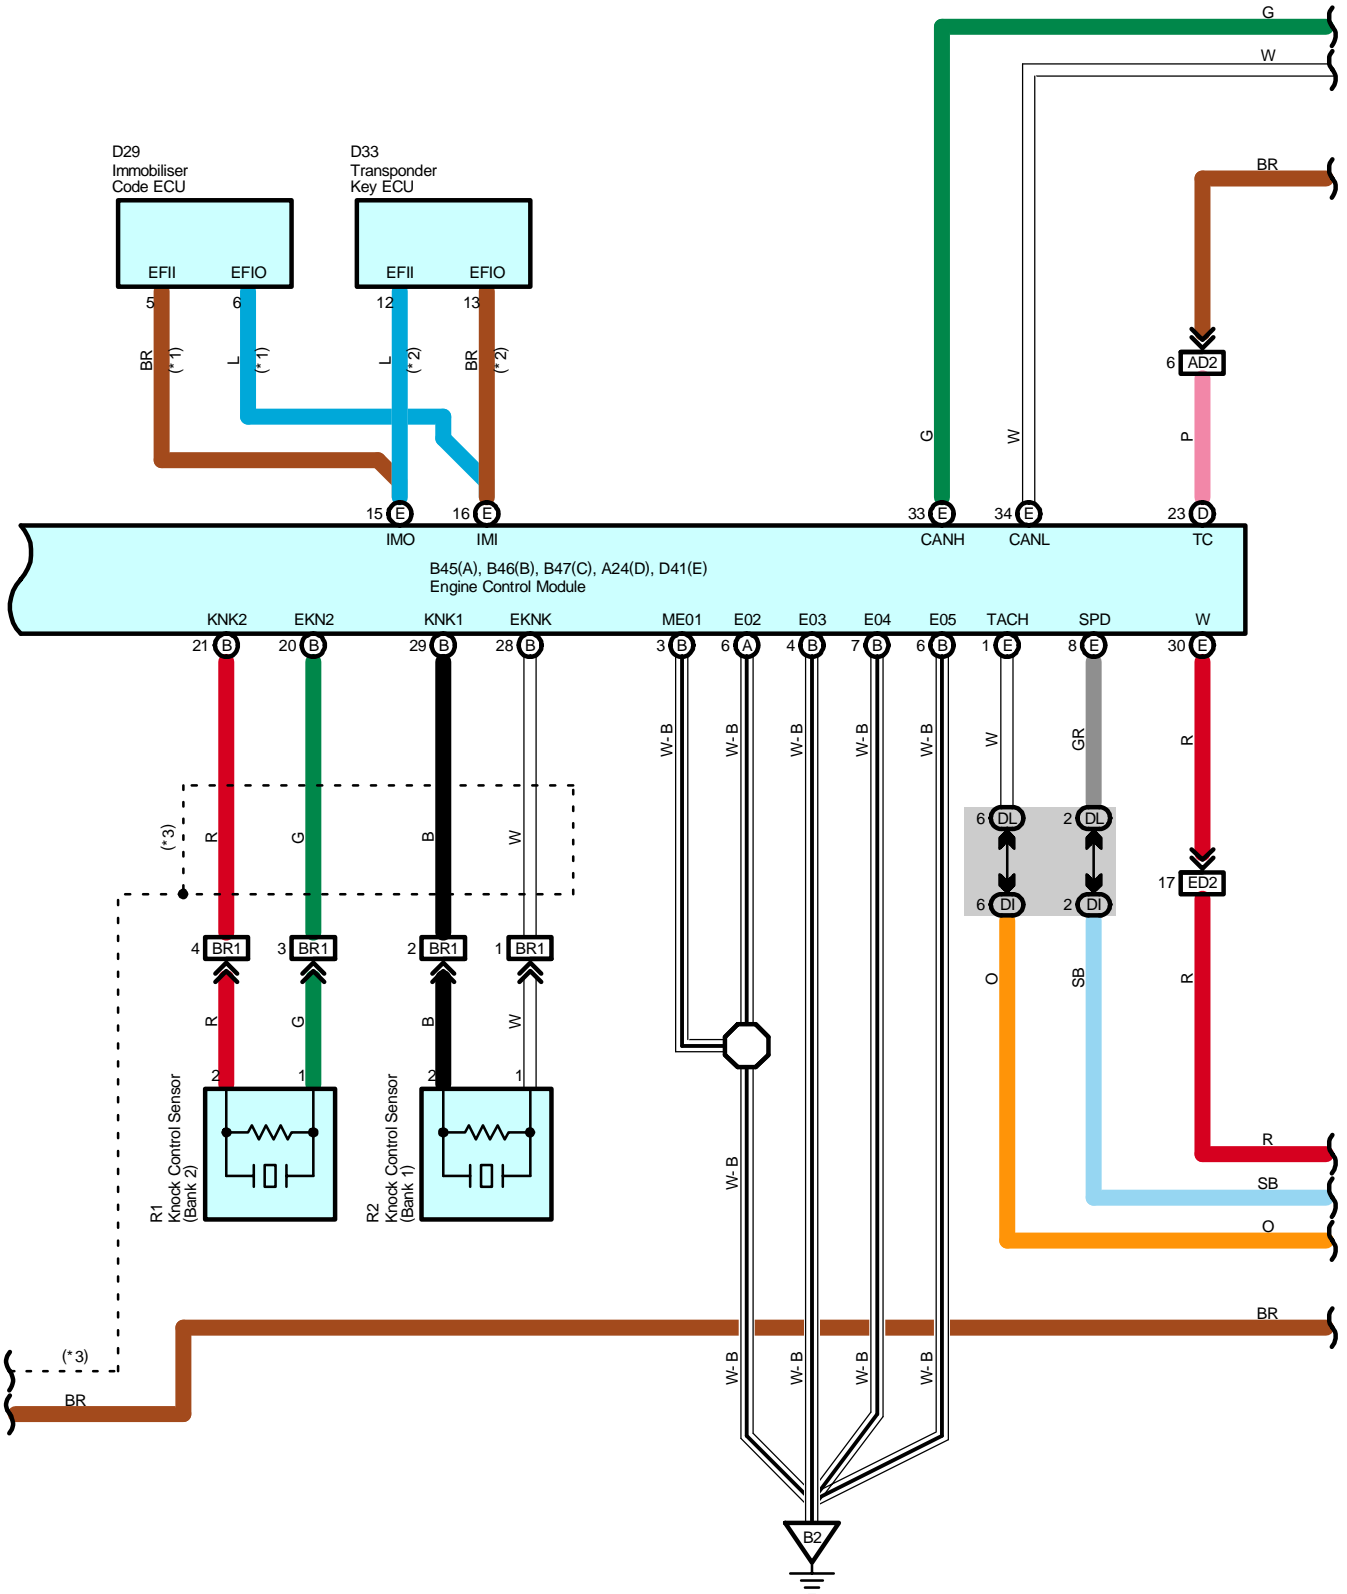 G
W
BR
D29
Immobiliser
Code ECU
D33
Transponder
Key ECU
EFII EFIO
EFII EFIO
5 6 12 13
BR (*1) L (*1) L (*2) BR (*2)
6 AD2
G W P
15 E 16 E 33 E 34 E 23 D
IMO IMI CANH CANL TC
B45(A), B46(B), B47(C), A24(D), D41(E)
Engine Control Module
KNK2 EKN2 KNK1 EKNK ME01 E02 E03 E04 E05 TACH SPD W
21 B 20 B 29 B 28 B 3 B 6 A 4 B 7 B 6 B 1 E 8 E 30 E
W-B W-B W-B W-B W-B W GR R
(*3) R G B W
6 DL 2 DL
17 ED2
6 DI 2 DI
4 BR1 3 BR1 2 BR1 1 BR1
O SB R
R G B W
2 1 2 1
R1
Knock Control Sensor
(Bank 2)
R2
Knock Control Sensor
(Bank 1)
W-B
R
SB
O
BR
(*3)
W-B W-B W-B W-B
BR
B2